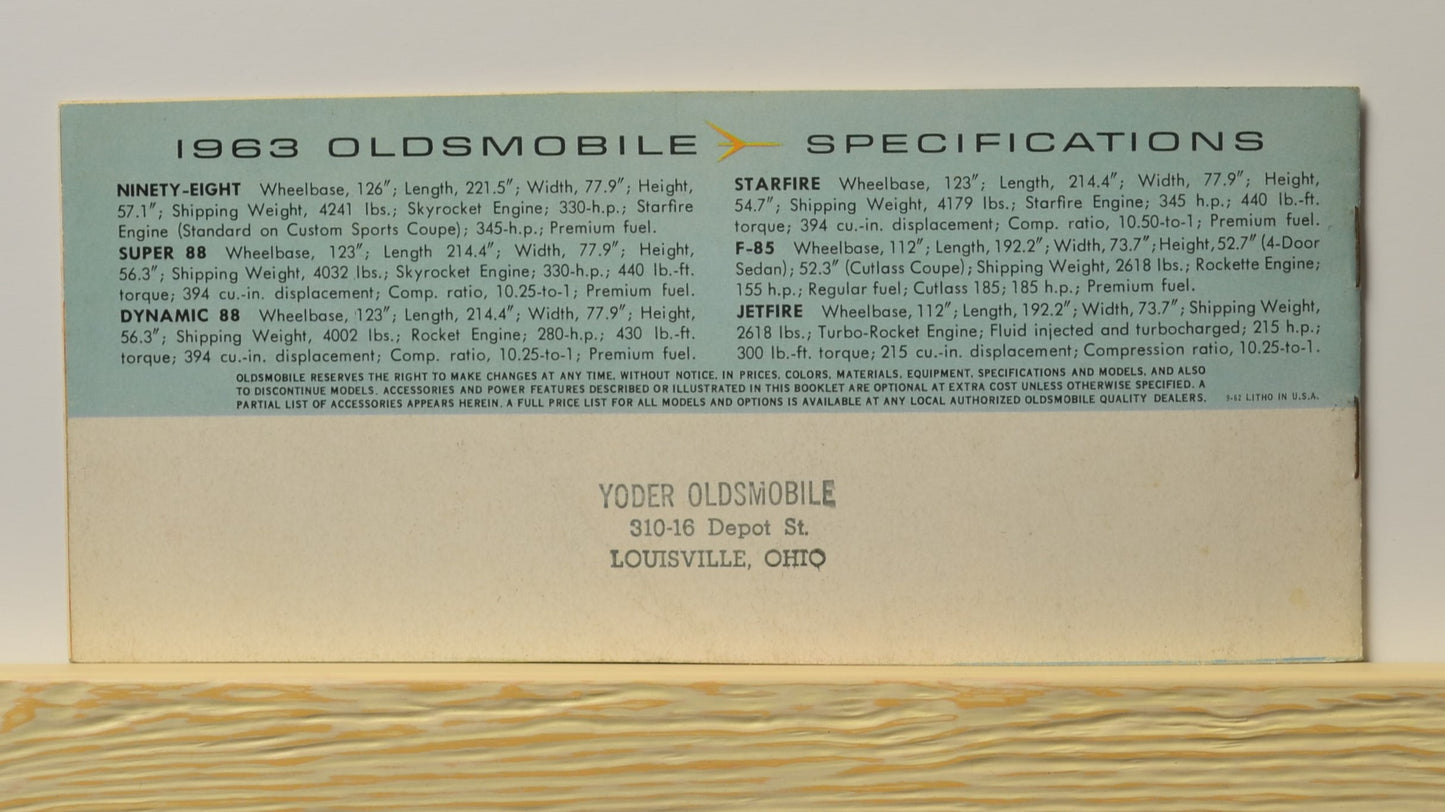 1963 OLDSMOBILE SPECIFICATIONS
NINETY-EIGHT Wheelbase, 126"; Length, 221.5"; Width, 77.9"; Height,
57.1"; Shipping Weight, 4241 lbs.; Skyrocket Engine; 330-h.p.; Starfire
Engine (Standard on Custom Sports Coupe); 345-h.p.; Premium fuel.
SUPER 88 Wheelbase, 123"; Length 214.4"; Width, 77.9"; Height,
56.3"; Shipping Weight, 4032 lbs.; Skyrocket Engine; 330-h.p.; 440 lb.-ft.
torque; 394 cu.-in. displacement; Comp. ratio, 10.25-to-1; Premium fuel.
DYNAMIC 88 Wheelbase, 123"; Length, 214.4"; Width, 77.9"; Height,
56.3"; Shipping Weight, 4002 lbs.; Rocket Engine; 280-h.p.; 430 lb.-ft.
torque; 394 cu.-in. displacement; Comp. ratio, 10.25-to-1; Premium fuel.
STARFIRE Wheelbase, 123"; Length, 214.4"; Width, 77.9"; Height,
54.7"; Shipping Weight, 4179 lbs.; Starfire Engine; 345 h.p.; 440 lb.-ft.
torque; 394 cu.-in. displacement; Comp. ratio, 10.50-to-1; Premium fuel.
F-85 Wheelbase, 112"; Length, 192.2"; Width, 73.7"; Height, 52.7" (4-Door
Sedan); 52.3" (Cutlass Coupe); Shipping Weight, 2618 lbs.; Rockette Engine;
155 h.p.; Regular fuel; Cutlass 185; 185 h.p.; Premium fuel.
JETFIRE Wheelbase, 112"; Length, 192.2"; Width, 73.7"; Shipping Weight,
2618 lbs.; Turbo-Rocket Engine; Fluid injected and turbocharged; 215 h.p.;
300 lb.-ft. torque; 215 cu.-in. displacement; Compression ratio, 10.25-to-1.
OLDSMOBILE RESERVES THE RIGHT TO MAKE CHANGES AT ANY TIME, WITHOUT NOTICE, IN PRICES, COLORS, MATERIALS, EQUIPMENT, SPECIFICATIONS AND MODELS, AND ALSO
TO DISCONTINUE MODELS. ACCESSORIES AND POWER FEATURES DESCRIBED OR ILLUSTRATED IN THIS BOOKLET ARE OPTIONAL AT EXTRA COST UNLESS OTHERWISE SPECIFIED. A
PARTIAL LIST OF ACCESSORIES APPEARS HEREIN. A FULL PRICE LIST FOR ALL MODELS AND OPTIONS IS AVAILABLE AT ANY LOCAL AUTHORIZED OLDSMOBILE QUALITY DEALERS. 9-62 LITHO IN U.S.A.
YODER OLDSMOBILE
310-16 Depot St.
LOUISVILLE, OHIO